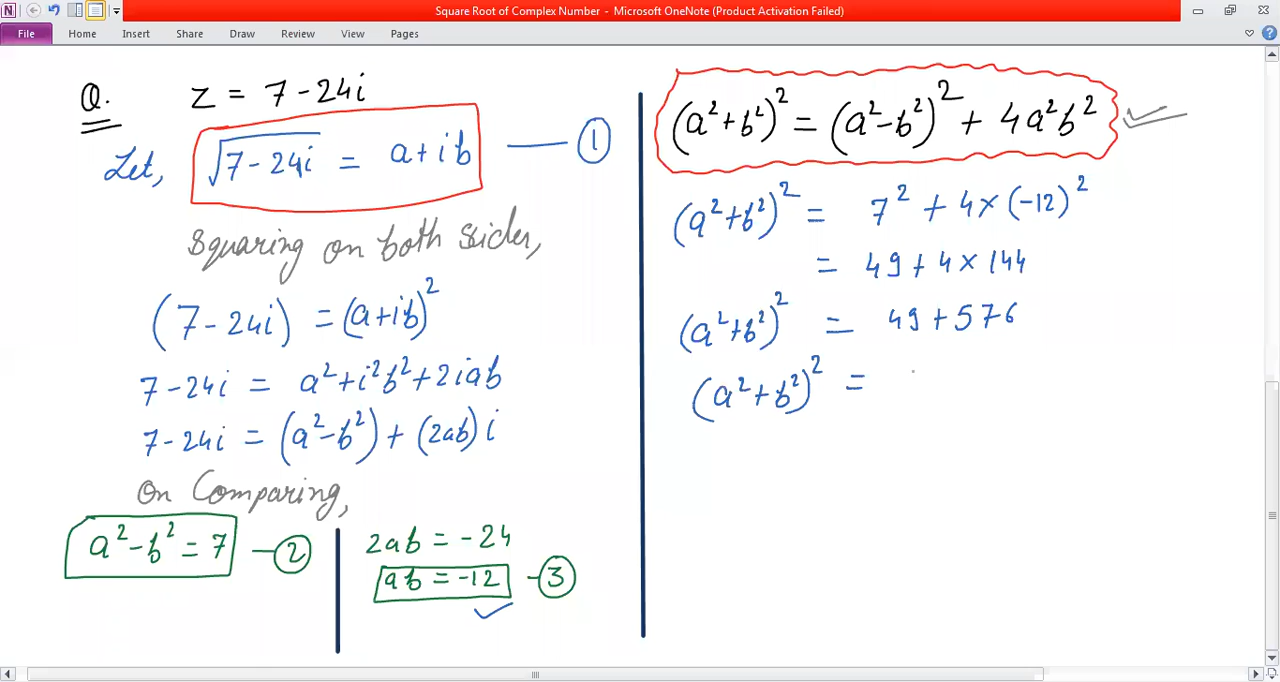 Square Root of Complex Number - Microsoft OneNote (Product Activation Failed)
File Home Insert Share Draw Review View Pages
Q. z = 7 - 24i
Let, √7 - 24i = a + ib — ①
Squaring on both sides,
(7 - 24i) = (a + ib)²
7 - 24i = a² + i²b² + 2iab
7 - 24i = (a² - b²) + (2ab) i
On Comparing,
a² - b² = 7 — ②
2ab = -24
ab = -12 - ③
(a² + b²)² = (a² - b²)² + 4a²b²
(a² + b²)² = 7² + 4 × (-12)²
= 49 + 4 × 144
(a² + b²)² = 49 + 576
(a² + b²)² =